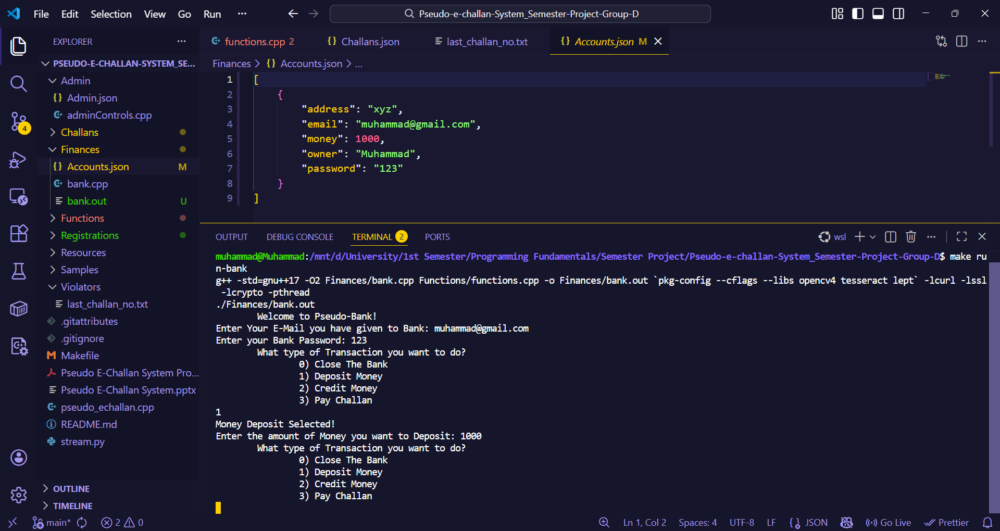 File Edit Selection View Go Run ··· Pseudo-e-challan-System_Semester-Project-Group-D
EXPLORER ···
functions.cpp 2 Challans.json last_challan_no.txt Accounts.json M
PSEUDO-E-CHALLAN-SYSTEM_SE...
Finances > {} Accounts.json > ...
Admin
{} Admin.json
adminControls.cpp
Challans
Finances
{} Accounts.json M
bank.cpp
bank.out U
Functions
Registrations
Resources
Samples
Violators
last_challan_no.txt
.gitattributes
.gitignore
Makefile
Pseudo E-Challan System Pro...
Pseudo E-Challan System.pptx
pseudo_echallan.cpp
README.md
stream.py
OUTLINE
TIMELINE
4
1 [
2 {
3 "address": "xyz",
4 "email": "muhammad@gmail.com",
5 "money": 1000,
6 "owner": "Muhammad",
7 "password": "123"
8 }
9 ]
OUTPUT DEBUG CONSOLE TERMINAL 2 PORTS wsl
muhammad@Muhammad:/mnt/d/University/1st Semester/Programming Fundamentals/Semester Project/Pseudo-e-challan-System_Semester-Project-Group-D$ make ru
n-bank
g++ -std=gnu++17 -O2 Finances/bank.cpp Functions/functions.cpp -o Finances/bank.out `pkg-config --cflags --libs opencv4 tesseract lept` -lcurl -lssl
-lcrypto -pthread
./Finances/bank.out
Welcome to Pseudo-Bank!
Enter Your E-Mail you have given to Bank: muhammad@gmail.com
Enter your Bank Password: 123
What type of Transaction you want to do?
0) Close The Bank
1) Deposit Money
2) Credit Money
3) Pay Challan
1
Money Deposit Selected!
Enter the amount of Money you want to Deposit: 1000
What type of Transaction you want to do?
0) Close The Bank
1) Deposit Money
2) Credit Money
3) Pay Challan
main* 2 0 Ln 1, Col 2 Spaces: 4 UTF-8 LF {} JSON Go Live Prettier